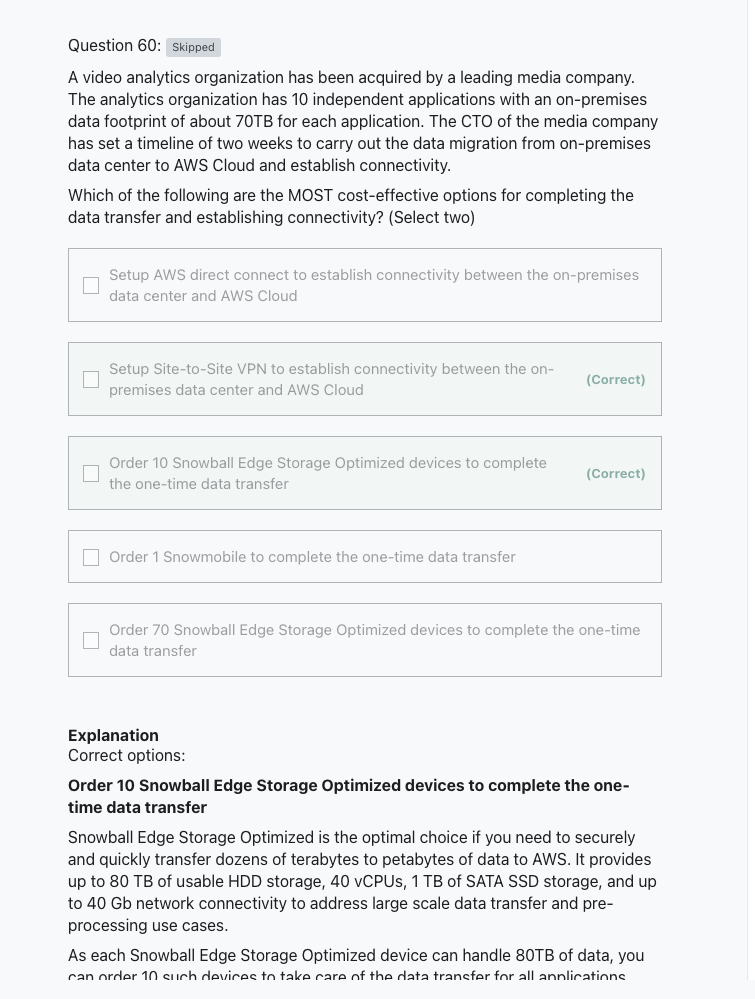 Question 60: Skipped
A video analytics organization has been acquired by a leading media company.
The analytics organization has 10 independent applications with an on-premises
data footprint of about 70TB for each application. The CTO of the media company
has set a timeline of two weeks to carry out the data migration from on-premises
data center to AWS Cloud and establish connectivity.
Which of the following are the MOST cost-effective options for completing the
data transfer and establishing connectivity? (Select two)
Setup AWS direct connect to establish connectivity between the on-premises
data center and AWS Cloud
Setup Site-to-Site VPN to establish connectivity between the on-
premises data center and AWS Cloud
(Correct)
Order 10 Snowball Edge Storage Optimized devices to complete
the one-time data transfer
(Correct)
Order 1 Snowmobile to complete the one-time data transfer
Order 70 Snowball Edge Storage Optimized devices to complete the one-time
data transfer
Explanation
Correct options:
Order 10 Snowball Edge Storage Optimized devices to complete the one-
time data transfer
Snowball Edge Storage Optimized is the optimal choice if you need to securely
and quickly transfer dozens of terabytes to petabytes of data to AWS. It provides
up to 80 TB of usable HDD storage, 40 vCPUs, 1 TB of SATA SSD storage, and up
to 40 Gb network connectivity to address large scale data transfer and pre-
processing use cases.
As each Snowball Edge Storage Optimized device can handle 80TB of data, you
can order 10 such devices to take care of the data transfer for all applications.